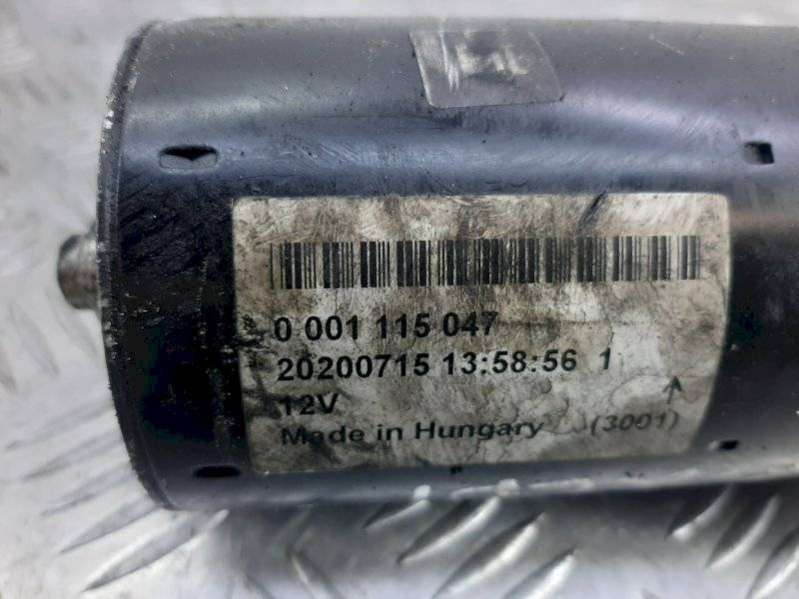 0 001 115 047
20200715 13:58:56 1
12V
Made in Hungary (3001)